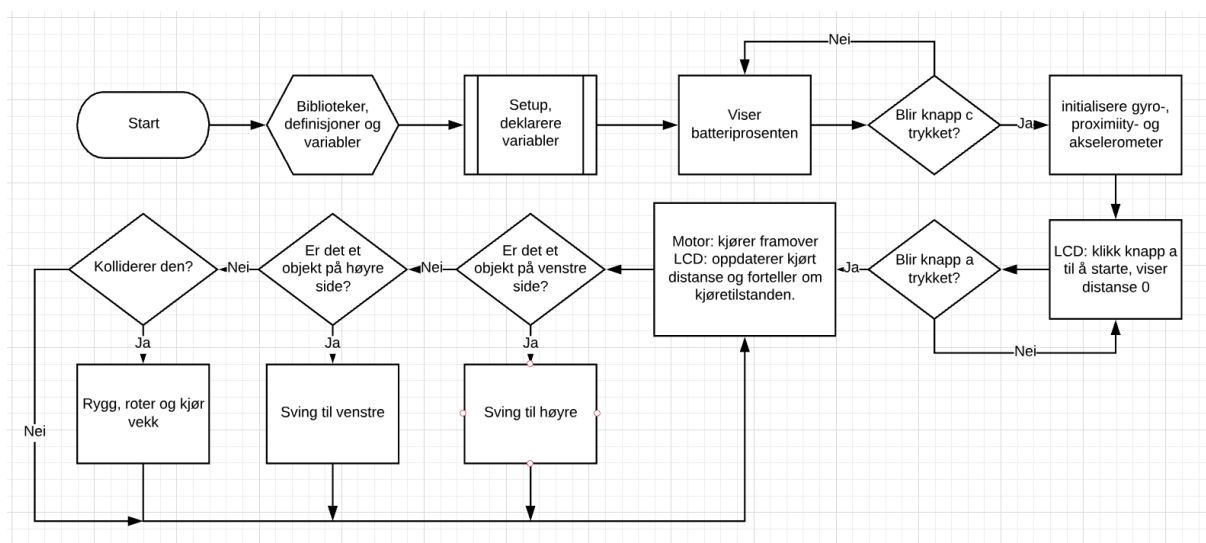 Nei
Start
Biblioteker,
definisjoner og
variabler
Setup,
deklarere
variabler
Viser
batteriprosenten
Blir knapp c
trykket?
Ja
initialisere gyro-,
proximiity- og
akselerometer
Kolliderer den?
Nei
Er det et
objekt på høyre
side?
Nei
Er det et
objekt på venstre
side?
Motor: kjører framover
LCD: oppdaterer kjørt
distanse og forteller om
kjøretilstanden.
Ja
Blir knapp a
trykket?
LCD: klikk knapp a
til å starte, viser
distanse 0
Nei
Ja
Ja
Ja
Rygg, roter og kjør
vekk
Sving til venstre
Sving til høyre
Nei